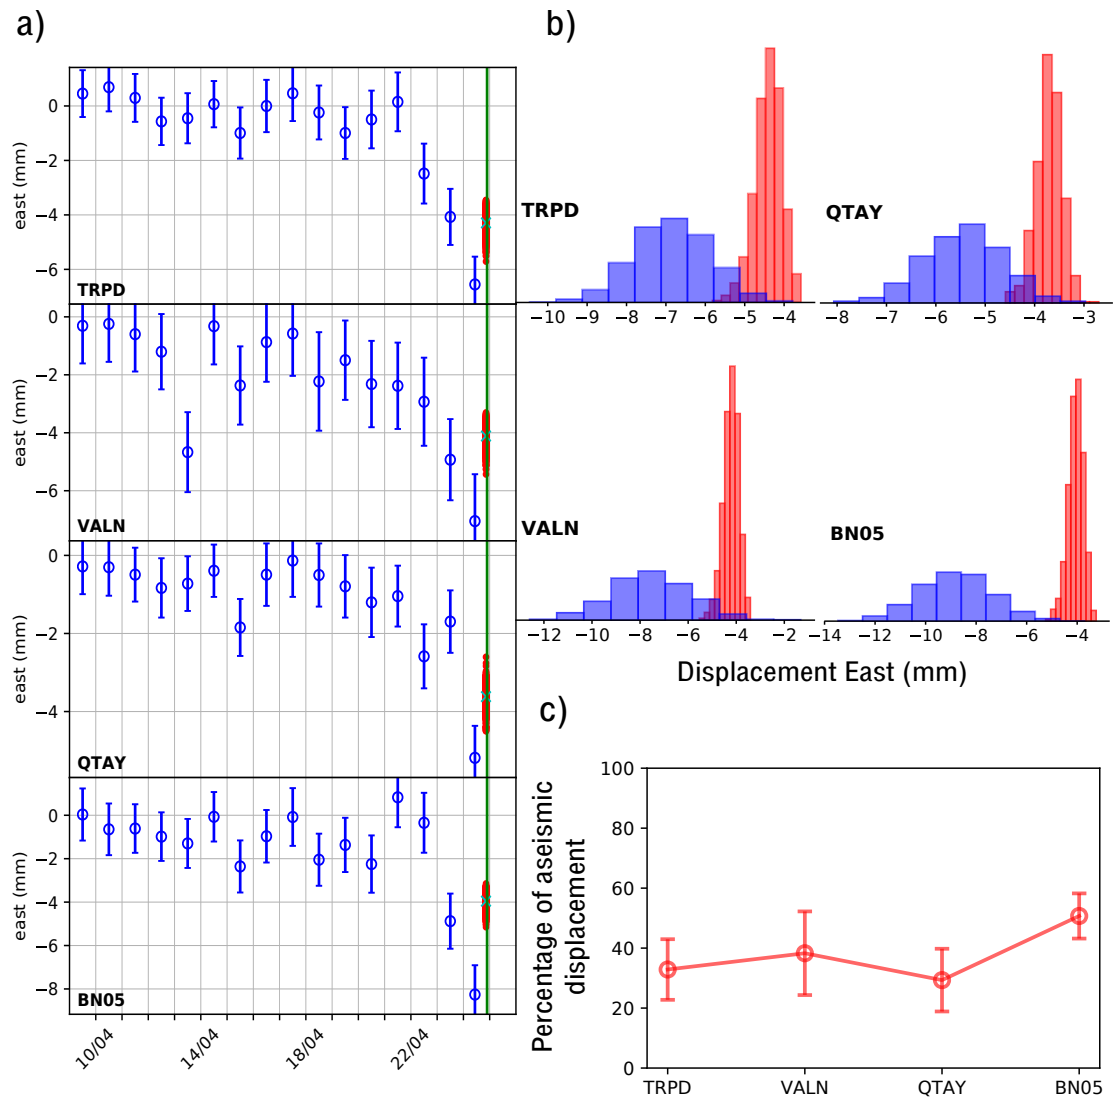 a)
0
−2
−4
−6
east (mm)
TRPD
0
−2
−4
−6
east (mm)
VALN
0
−2
−4
east (mm)
QTAY
0
−2
−4
−6
−8
east (mm)
BN05
10/04 14/04 18/04 22/04
b)
TRPD
−10 −9 −8 −7 −6 −5 −4
QTAY
−8 −7 −6 −5 −4 −3
VALN
−12 −10 −8 −6 −4 −2
BN05
−14 −12 −10 −8 −6 −4
Displacement East (mm)
c)
Percentage of aseismic
displacement
100
80
60
40
20
0
TRPD VALN QTAY BN05